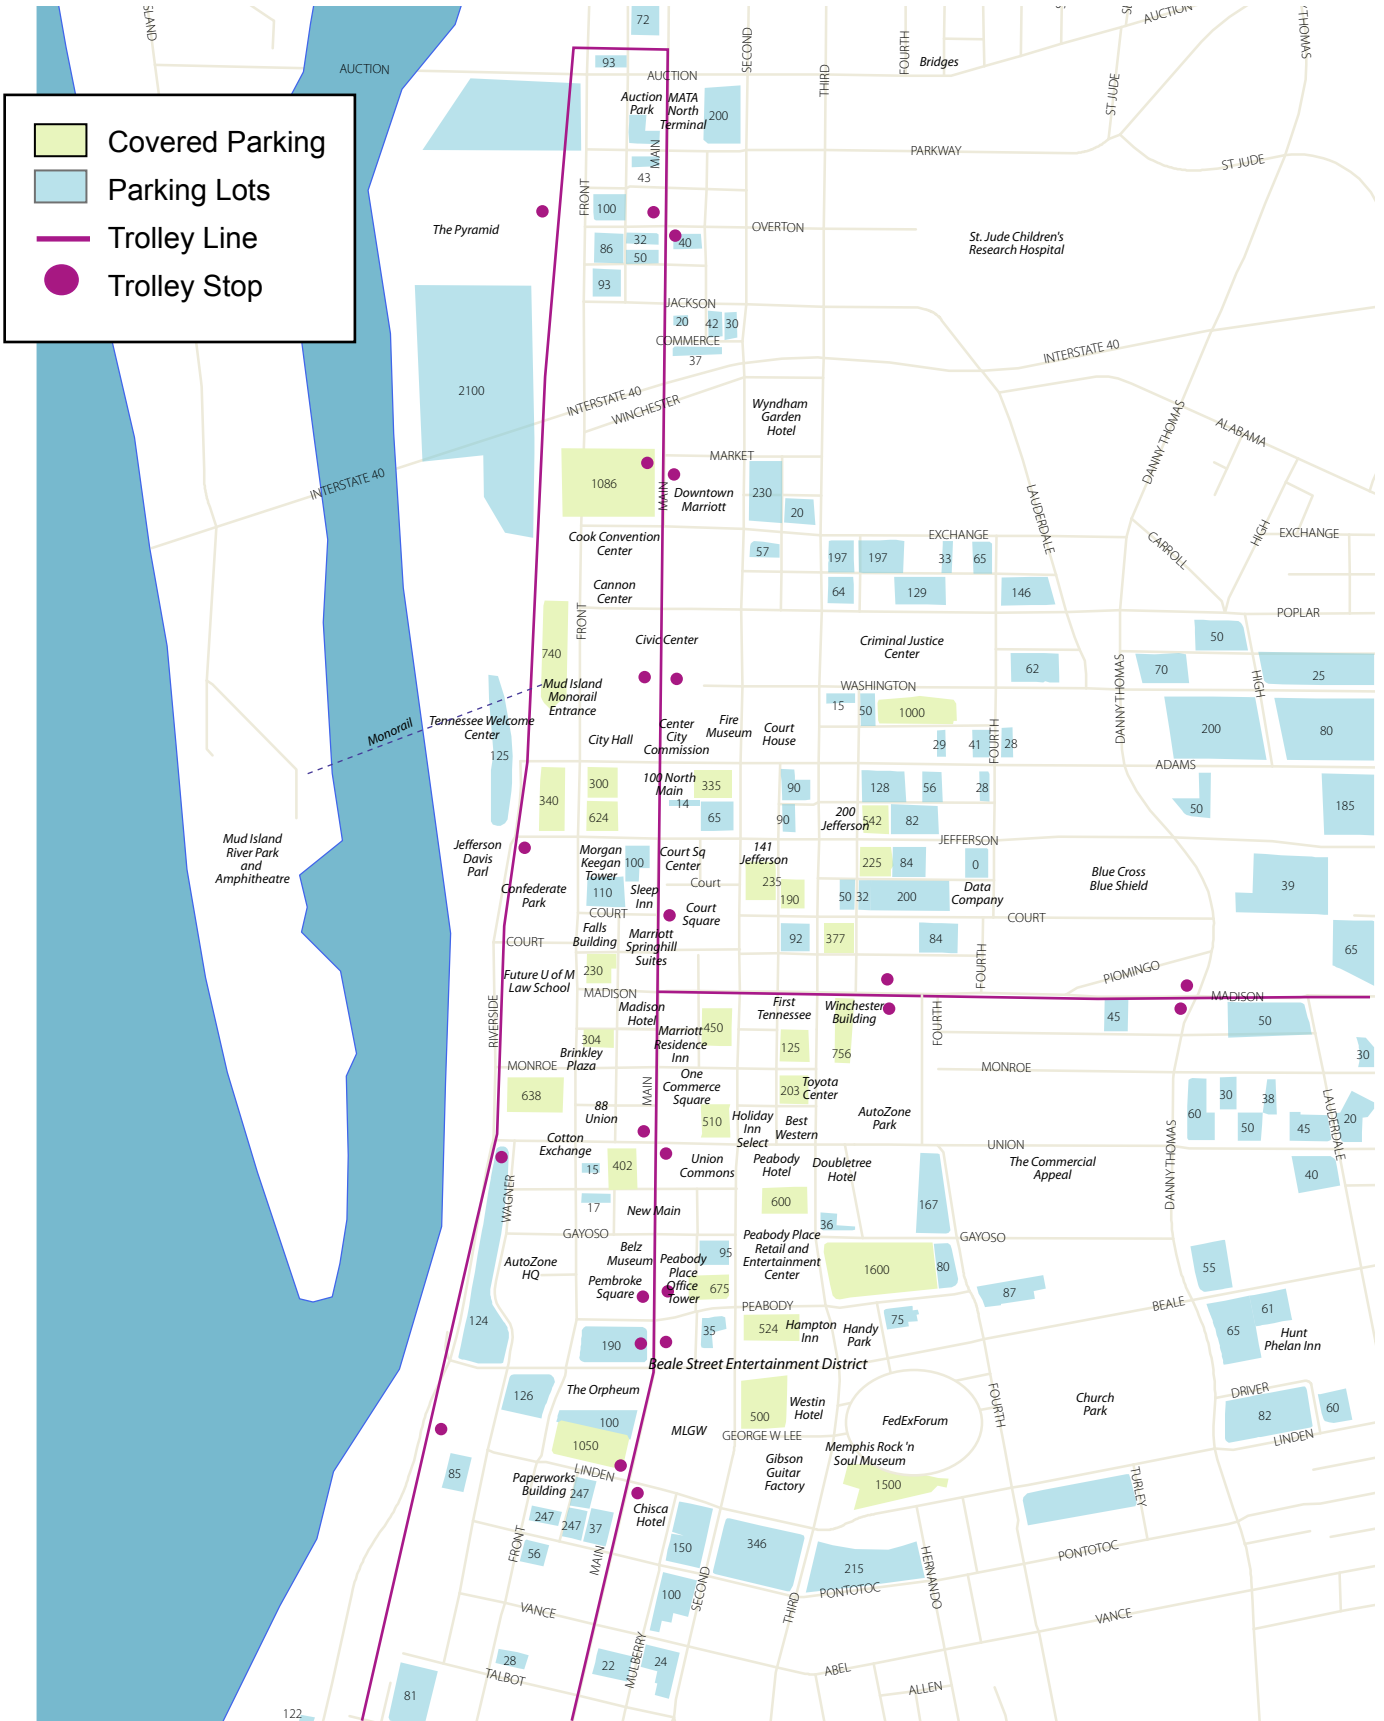 Covered Parking
Parking Lots
Trolley Line
Trolley Stop
SLAND
72
SECOND
FOURTH
AUCTION
THOMAS
Bridges
93
AUCTION
AUCTION
THIRD
ST JUDE
Auction
Park
MATA
North
Terminal
200
MAIN
PARKWAY
ST JUDE
43
FRONT
100
The Pyramid
OVERTON
32
40
86
50
St. Jude Children's
Research Hospital
93
JACKSON
20
42
30
COMMERCE
37
INTERSTATE 40
2100
INTERSTATE 40
WINCHESTER
Wyndham
Garden
Hotel
DANNY THOMAS
ALABAMA
MARKET
INTERSTATE 40
1086
MAIN
Downtown
Marriott
230
20
LAUDERDALE
Cook Convention
Center
EXCHANGE
HIGH
EXCHANGE
CARROLL
57
197
197
33
65
Cannon
Center
64
129
146
FRONT
POPLAR
Civic Center
Criminal Justice
Center
50
740
62
DANNY THOMAS
70
HIGH
25
Mud Island
Monorail
Entrance
WASHINGTON
15
50
1000
Monorail
Tennessee Welcome
Center
City Hall
Center
City
Commission
Fire
Museum
Court
House
29
41
FOURTH
28
200
80
125
ADAMS
340
300
100 North
Main
335
90
128
56
28
50
185
624
14
65
90
200
Jefferson
542
82
JEFFERSON
Mud Island
River Park
and
Amphitheatre
Jefferson
Davis
Parl
Morgan
Keegan
Tower
100
Court Sq
Center
141
Jefferson
225
84
0
Blue Cross
Blue Shield
39
Confederate
Park
110
Sleep
Inn
Court
235
190
50
32
200
Data
Company
COURT
Court
Square
COURT
COURT
Falls
Building
Marriott
Springhill
Suites
92
377
84
FOURTH
65
Future U of M
Law School
230
PIOMINGO
MADISON
MADISON
RIVERSIDE
Madison
Hotel
First
Tennessee
Winchester
Building
FOURTH
45
50
304
Marriott
Residence
Inn
450
125
756
30
Brinkley
Plaza
MONROE
MONROE
638
MAIN
One
Commerce
Square
203
Toyota
Center
60
30
38
LAUDERDALE
20
88
Union
510
Holiday
Inn
Select
Best
Western
AutoZone
Park
50
45
Cotton
Exchange
UNION
DANNY THOMAS
15
402
Union
Commons
Peabody
Hotel
Doubletree
Hotel
The Commercial
Appeal
40
WAGNER
17
New Main
600
167
36
GAYOSO
GAYOSO
AutoZone
HQ
Belz
Museum
95
Peabody Place
Retail and
Entertainment
Center
1600
80
55
Pembroke
Square
Peabody
Place
Office
Tower
675
87
PEABODY
BEALE
61
124
190
35
524
Hampton
Inn
Handy
Park
75
65
Hunt
Phelan Inn
Beale Street Entertainment District
126
The Orpheum
FOURTH
DRIVER
Church
Park
Westin
Hotel
500
FedExForum
82
60
100
MLGW
GEORGE W LEE
LINDEN
1050
Memphis Rock 'n
Soul Museum
Gibson
Guitar
Factory
85
LINDEN
Paperworks
Building
247
1500
TURLEY
Chisca
Hotel
247
247
37
FRONT
56
MAIN
150
346
215
HERNANDO
PONTOTOC
PONTOTOC
100
SECOND
THIRD
VANCE
VANCE
28
TALBOT
22
MULBERRY
24
ABEL
ALLEN
81
122